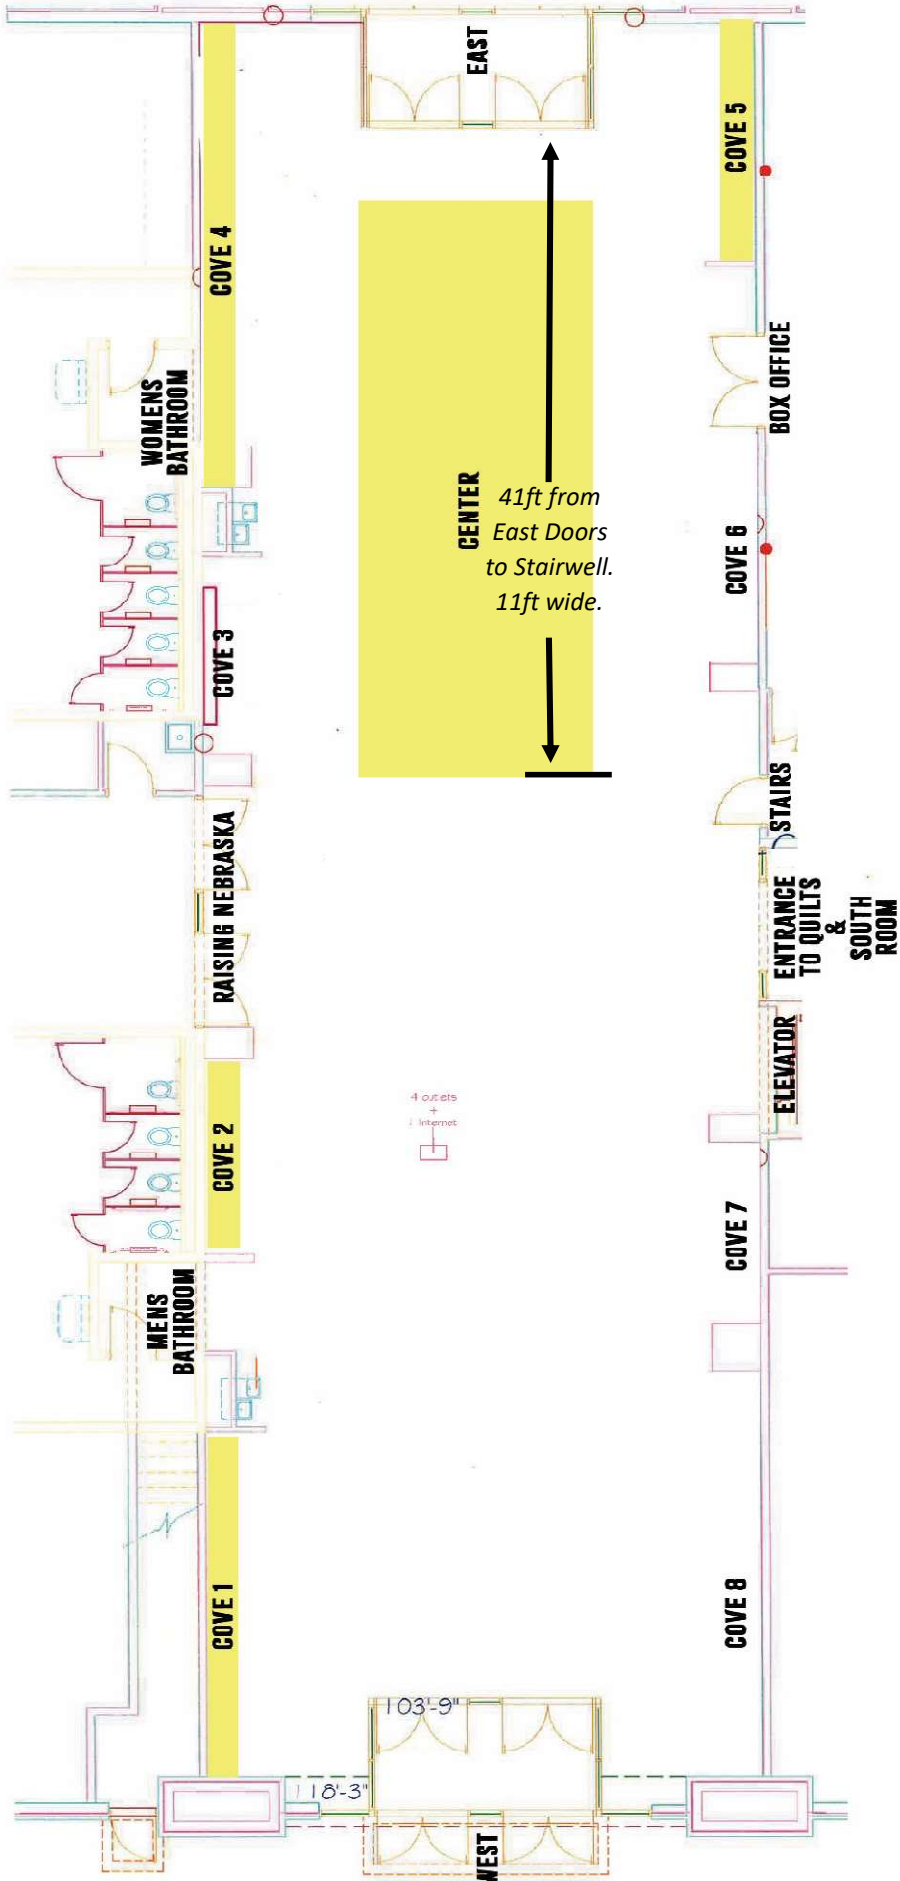 EAST
COVE 5
COVE 4
WOMENS
BATHROOM
BOX OFFICE
CENTER
41ft from
East Doors
to Stairwell.
11ft wide.
COVE 6
COVE 3
RAISING NEBRASKA
STAIRS
ENTRANCE
TO QUILTS
&
SOUTH
ROOM
ELEVATOR
4 outlets
+
1 Internet
COVE 2
COVE 7
MENS
BATHROOM
COVE 1
COVE 8
103'-9"
118'-3"
WEST